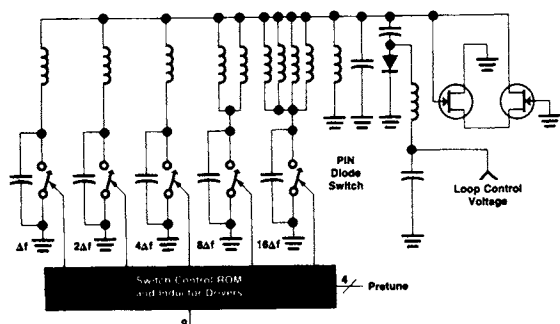 PIN
Diode
Switch
Loop Control
Voltage
Δf
2Δf
4Δf
8Δf
16Δf
Switch Control ROM
and Inductor Drivers
4
Pretune